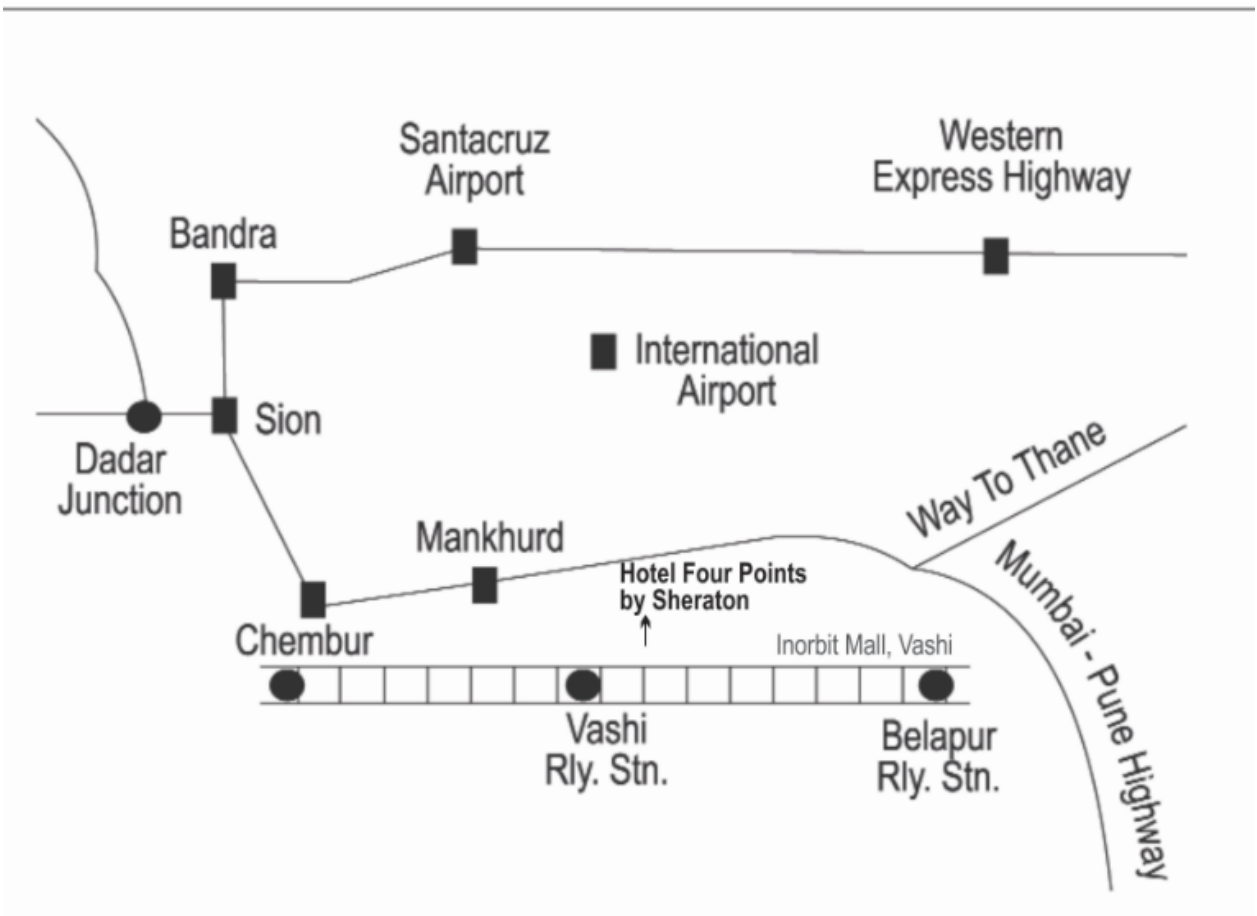 Santacruz
Airport
Western
Express Highway
Bandra
International
Airport
Sion
Dadar
Junction
Way To Thane
Mankhurd
Mumbai - Pune Highway
Hotel Four Points
by Sheraton
Chembur
Inorbit Mall, Vashi
Vashi
Rly. Stn.
Belapur
Rly. Stn.